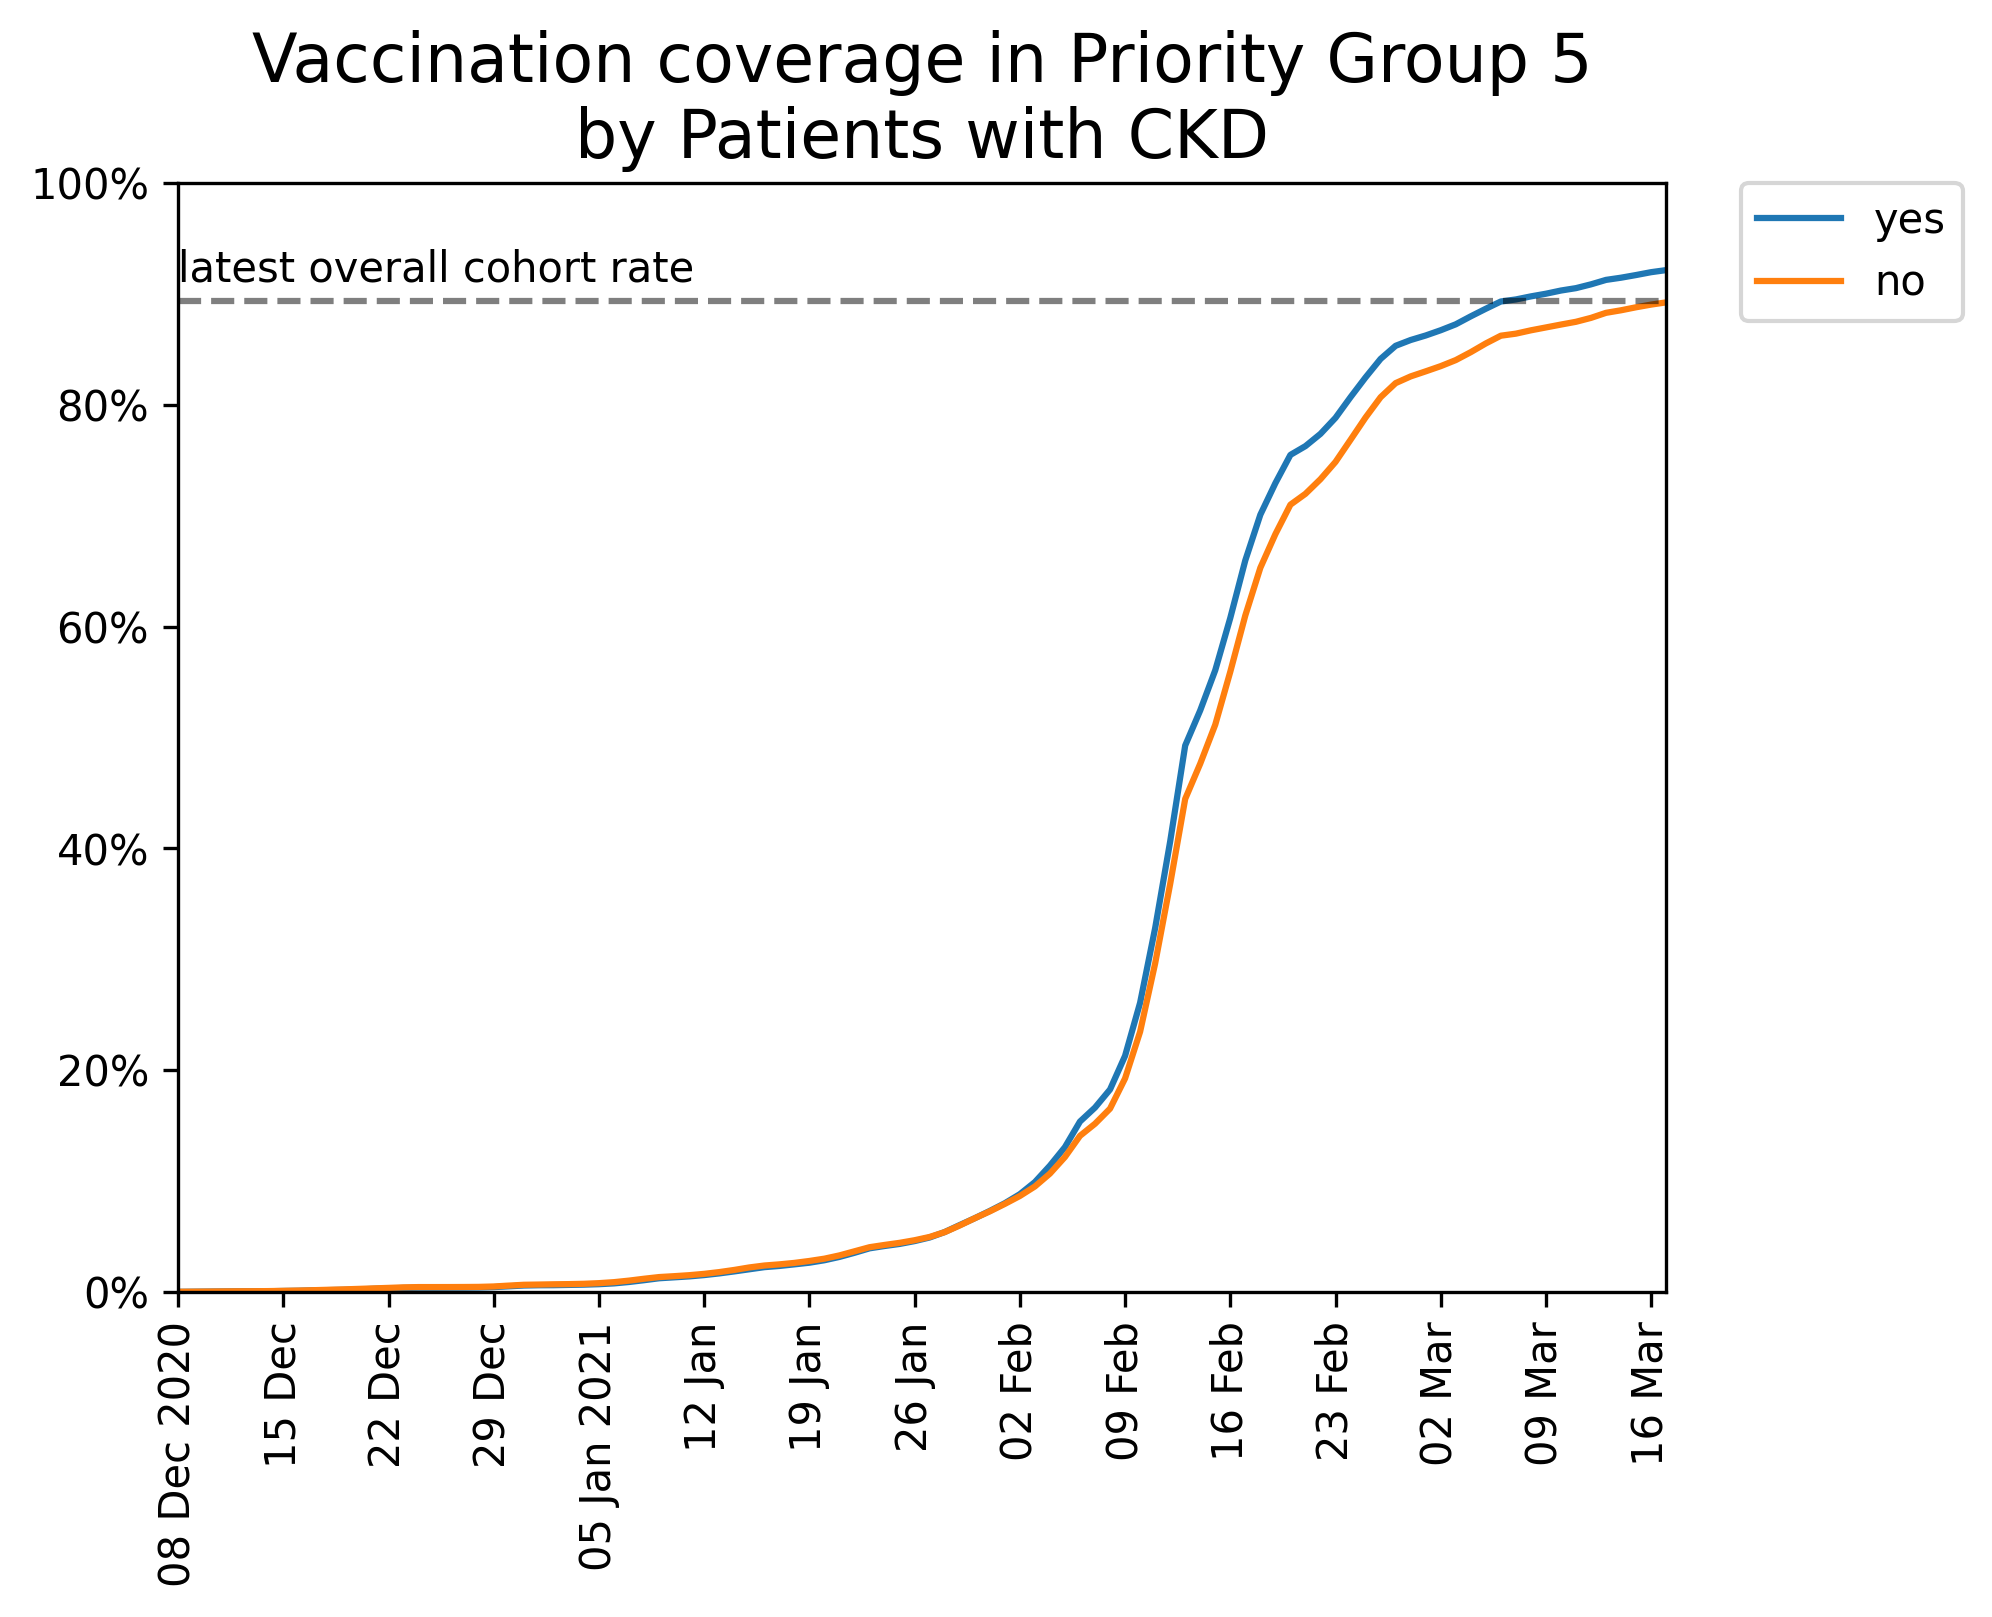 Vaccination coverage in Priority Group 5
by Patients with CKD
100%
80%
60%
40%
20%
0%
latest overall cohort rate
yes
no
08 Dec 2020
15 Dec
22 Dec
29 Dec
05 Jan 2021
12 Jan
19 Jan
26 Jan
02 Feb
09 Feb
16 Feb
23 Feb
02 Mar
09 Mar
16 Mar